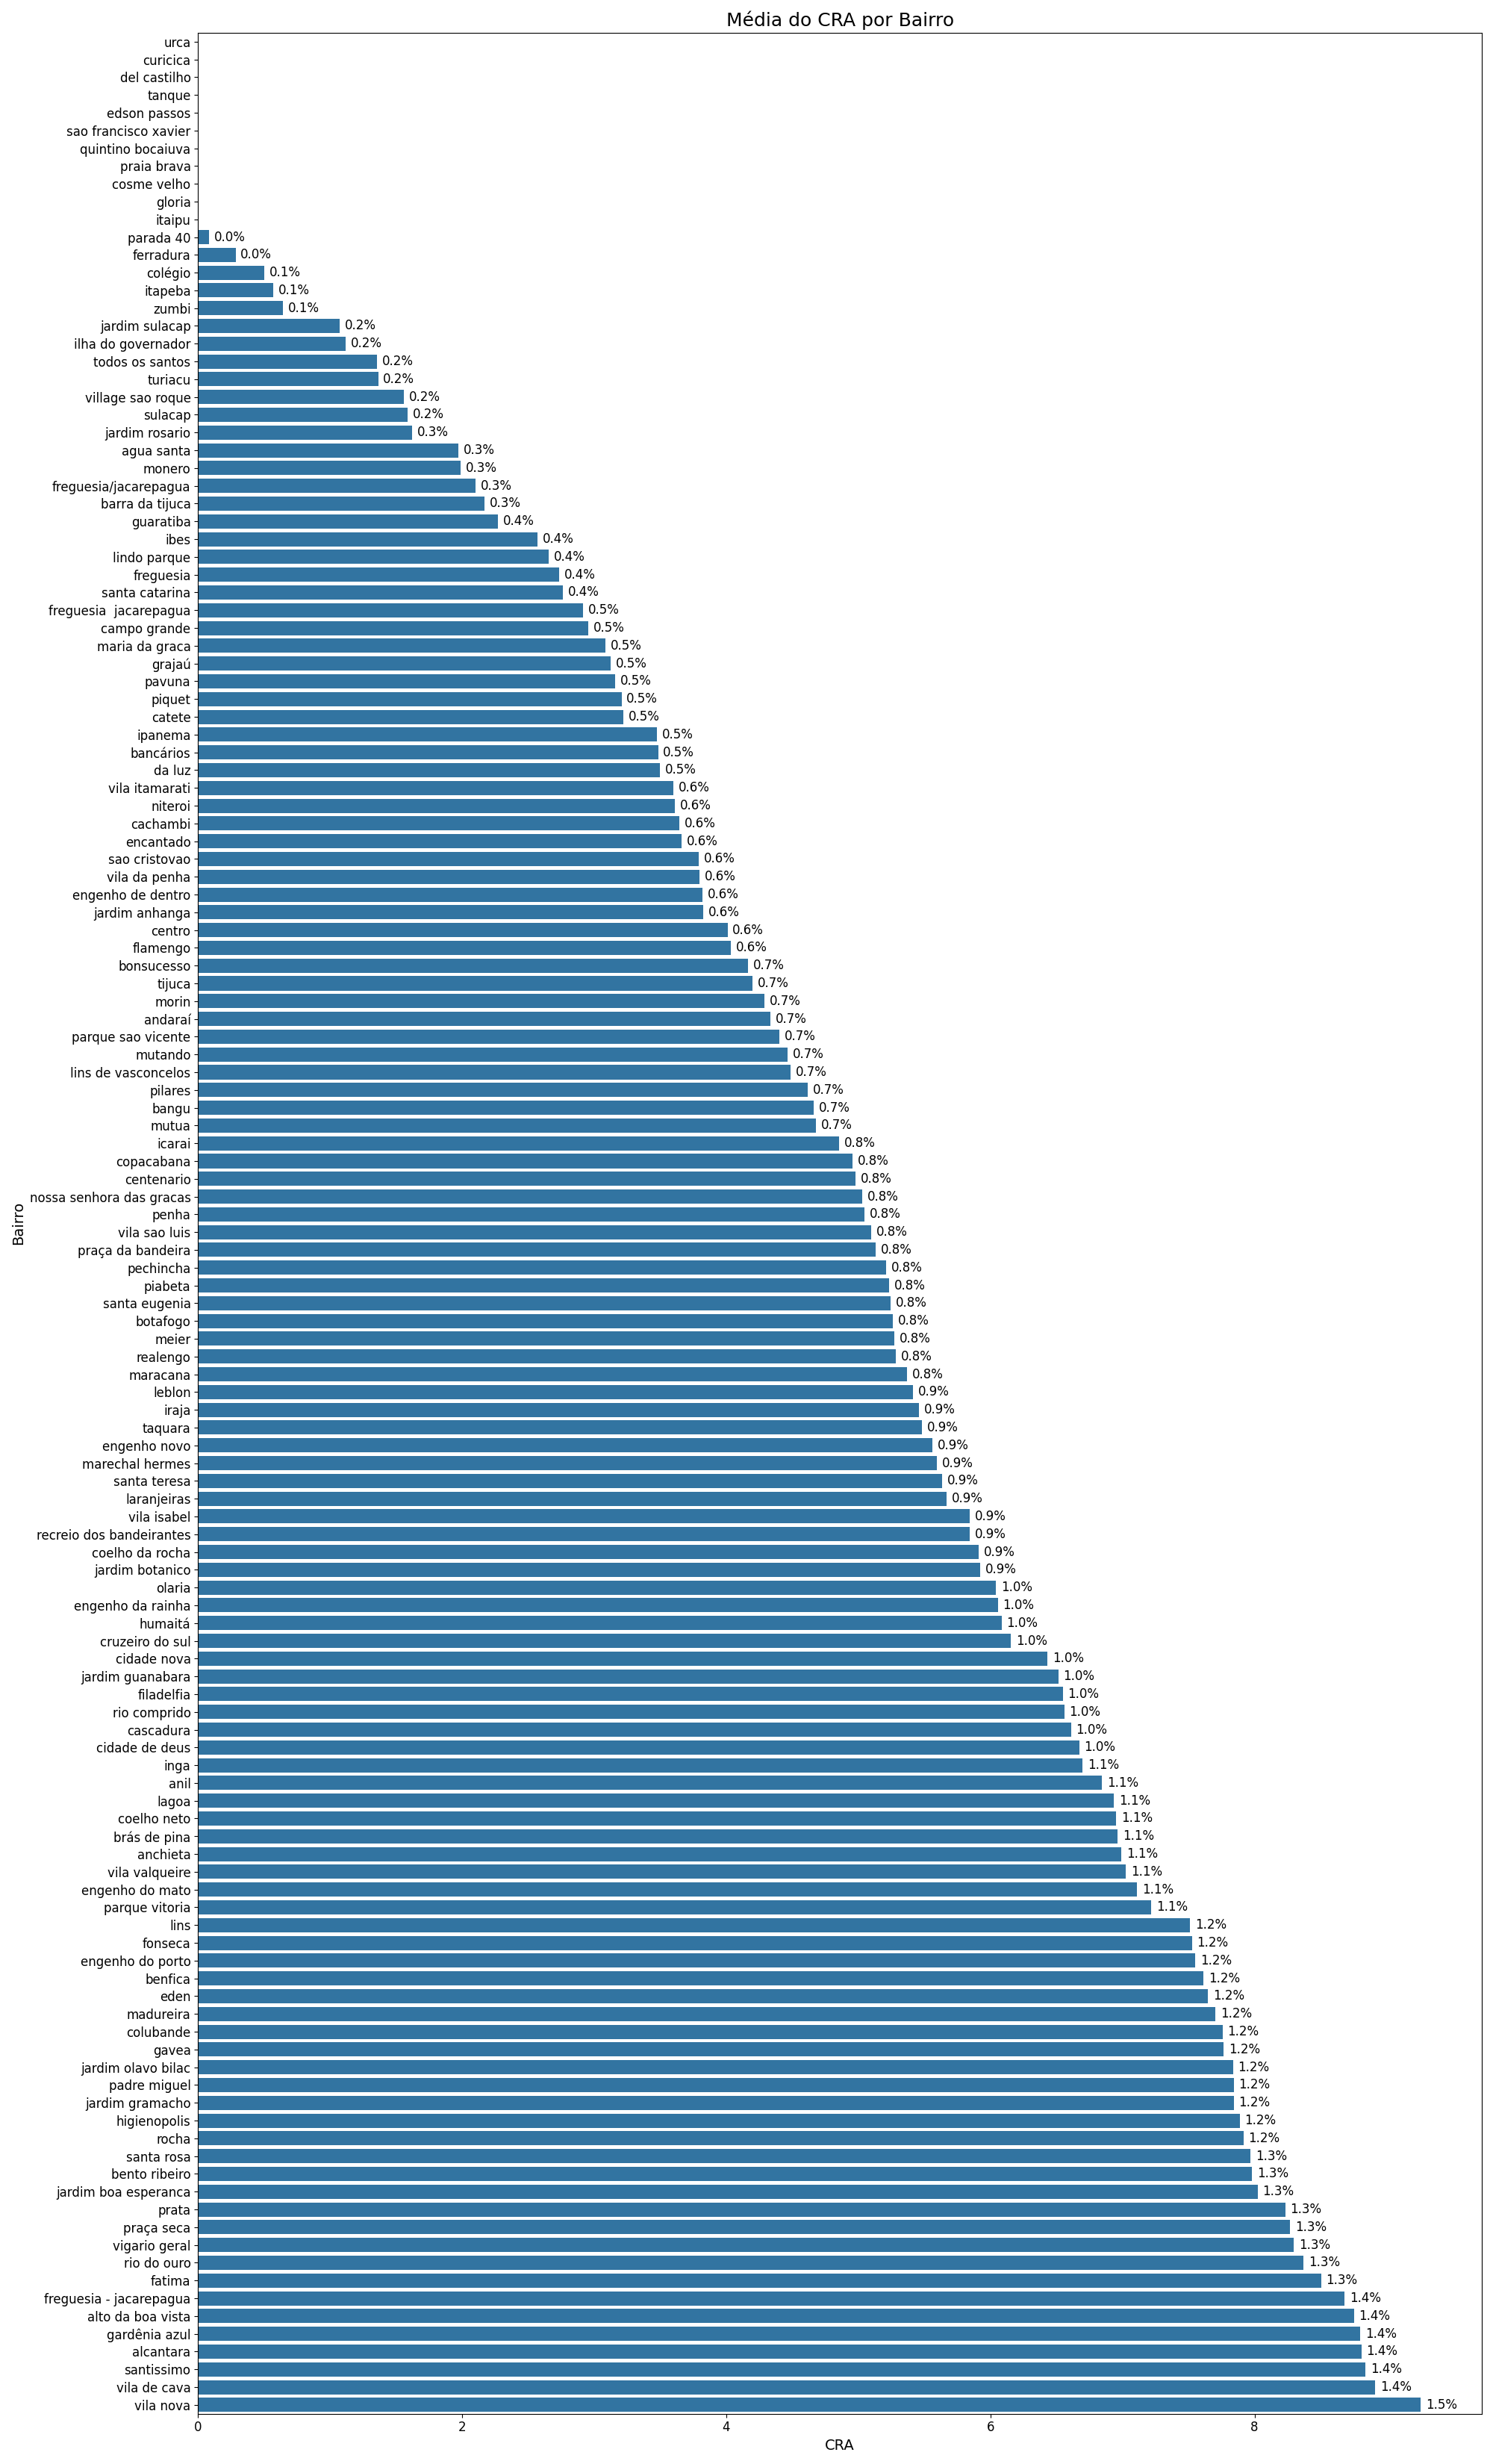 Média do CRA por Bairro
urca
curicica
del castilho
tanque
edson passos
sao francisco xavier
quintino bocaiuva
praia brava
cosme velho
gloria
itaipu
parada 40 0.0%
ferradura 0.0%
colégio 0.1%
itapeba 0.1%
zumbi 0.1%
jardim sulacap 0.2%
ilha do governador 0.2%
todos os santos 0.2%
turiacu 0.2%
village sao roque 0.2%
sulacap 0.2%
jardim rosario 0.3%
agua santa 0.3%
monero 0.3%
freguesia/jacarepagua 0.3%
barra da tijuca 0.3%
guaratiba 0.4%
ibes 0.4%
lindo parque 0.4%
freguesia 0.4%
santa catarina 0.4%
freguesia  jacarepagua 0.5%
campo grande 0.5%
maria da graca 0.5%
grajaú 0.5%
pavuna 0.5%
piquet 0.5%
catete 0.5%
ipanema 0.5%
bancários 0.5%
da luz 0.5%
vila itamarati 0.6%
niteroi 0.6%
cachambi 0.6%
encantado 0.6%
sao cristovao 0.6%
vila da penha 0.6%
engenho de dentro 0.6%
jardim anhanga 0.6%
centro 0.6%
flamengo 0.6%
bonsucesso 0.7%
tijuca 0.7%
morin 0.7%
andaraí 0.7%
parque sao vicente 0.7%
mutando 0.7%
lins de vasconcelos 0.7%
pilares 0.7%
bangu 0.7%
mutua 0.7%
icarai 0.8%
copacabana 0.8%
centenario 0.8%
nossa senhora das gracas 0.8%
penha 0.8%
vila sao luis 0.8%
praça da bandeira 0.8%
pechincha 0.8%
piabeta 0.8%
santa eugenia 0.8%
botafogo 0.8%
meier 0.8%
realengo 0.8%
maracana 0.8%
leblon 0.9%
iraja 0.9%
taquara 0.9%
engenho novo 0.9%
marechal hermes 0.9%
santa teresa 0.9%
laranjeiras 0.9%
vila isabel 0.9%
recreio dos bandeirantes 0.9%
coelho da rocha 0.9%
jardim botanico 0.9%
olaria 1.0%
engenho da rainha 1.0%
humaitá 1.0%
cruzeiro do sul 1.0%
cidade nova 1.0%
jardim guanabara 1.0%
filadelfia 1.0%
rio comprido 1.0%
cascadura 1.0%
cidade de deus 1.0%
inga 1.1%
anil 1.1%
lagoa 1.1%
coelho neto 1.1%
brás de pina 1.1%
anchieta 1.1%
vila valqueire 1.1%
engenho do mato 1.1%
parque vitoria 1.1%
lins 1.2%
fonseca 1.2%
engenho do porto 1.2%
benfica 1.2%
eden 1.2%
madureira 1.2%
colubande 1.2%
gavea 1.2%
jardim olavo bilac 1.2%
padre miguel 1.2%
jardim gramacho 1.2%
higienopolis 1.2%
rocha 1.2%
santa rosa 1.3%
bento ribeiro 1.3%
jardim boa esperanca 1.3%
prata 1.3%
praça seca 1.3%
vigario geral 1.3%
rio do ouro 1.3%
fatima 1.3%
freguesia - jacarepagua 1.4%
alto da boa vista 1.4%
gardênia azul 1.4%
alcantara 1.4%
santissimo 1.4%
vila de cava 1.4%
vila nova 1.5%
Bairro
0 2 4 6 8
CRA